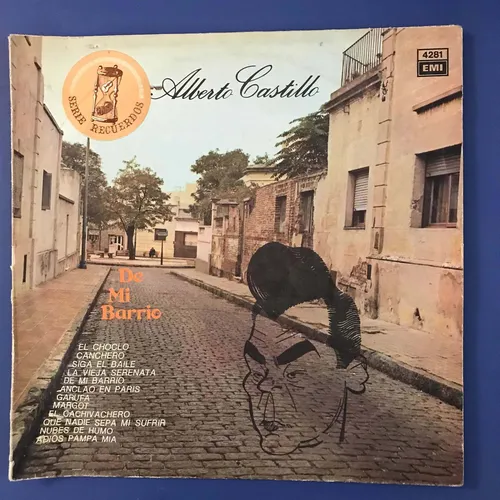 Alberto Castillo
SERIE RECUERDOS
4281
EMI
De
Mi
Barrio
EL CHOCLO
CANCHERO
SIGA EL BAILE
LA VIEJA SERENATA
DE MI BARRIO
ANCLAO EN PARIS
GARUFA
MARGOT
EL CACHIVACHERO
QUE NADIE SEPA MI SUFRIR
NUBES DE HUMO
ADIOS PAMPA MIA